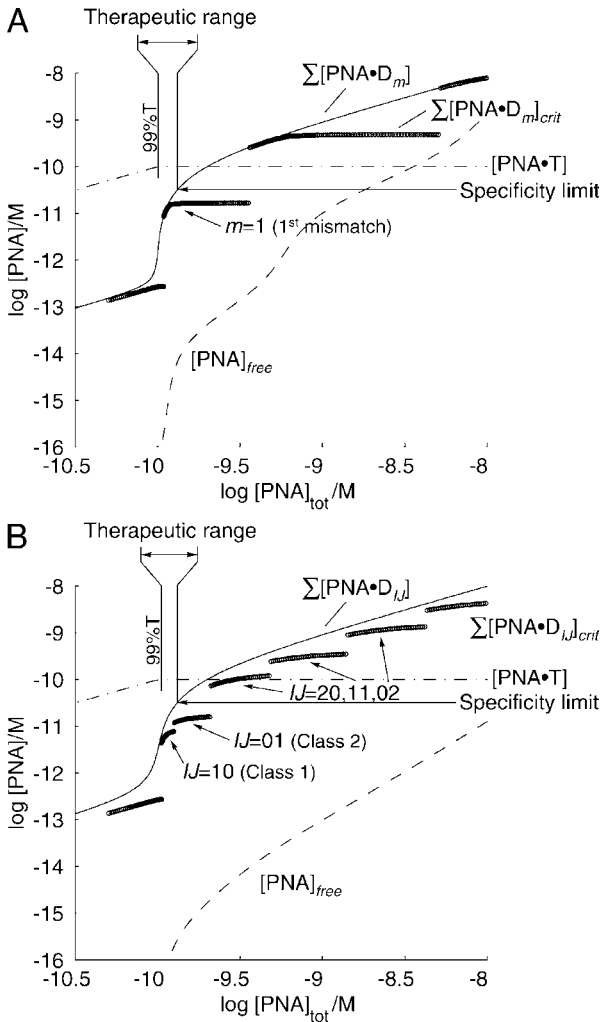 A
Therapeutic range
99%T
∑[PNA•Dm]
∑[PNA•Dm]crit
[PNA•T]
Specificity limit
m=1 (1st mismatch)
[PNA]free
log [PNA]/M
-8
-9
-10
-11
-12
-13
-14
-15
-16
-10.5
-10
-9.5
-9
-8.5
-8
log [PNA]tot/M
B
Therapeutic range
99%T
∑[PNA•DIJ]
∑[PNA•DIJ]crit
[PNA•T]
IJ=20,11,02
Specificity limit
IJ=01 (Class 2)
IJ=10 (Class 1)
[PNA]free
log [PNA]/M
-8
-9
-10
-11
-12
-13
-14
-15
-16
-10.5
-10
-9.5
-9
-8.5
-8
log [PNA]tot/M